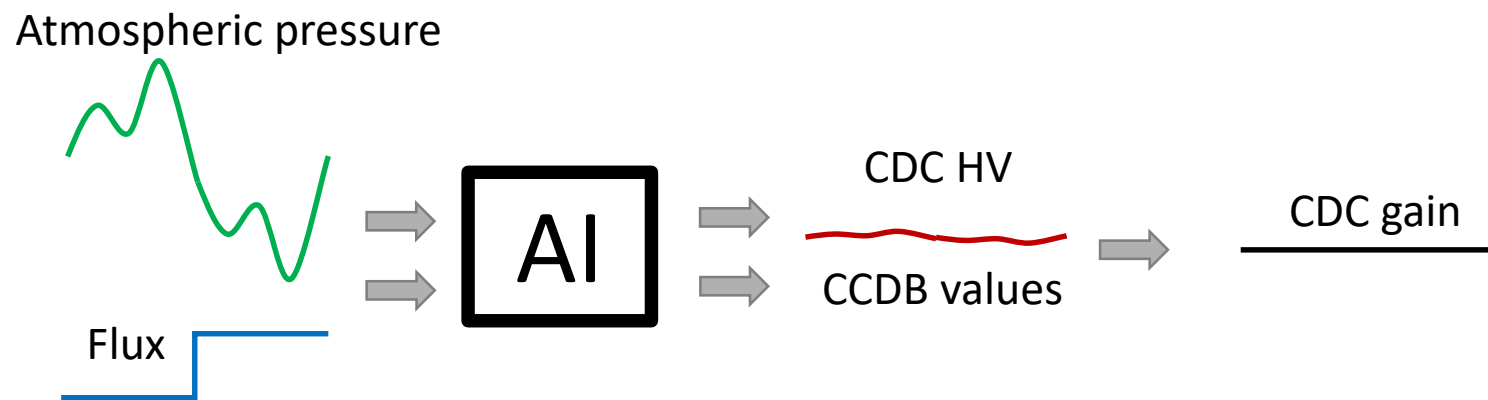 Atmospheric pressure
Flux
AI
CDC HV
CCDB values
CDC gain